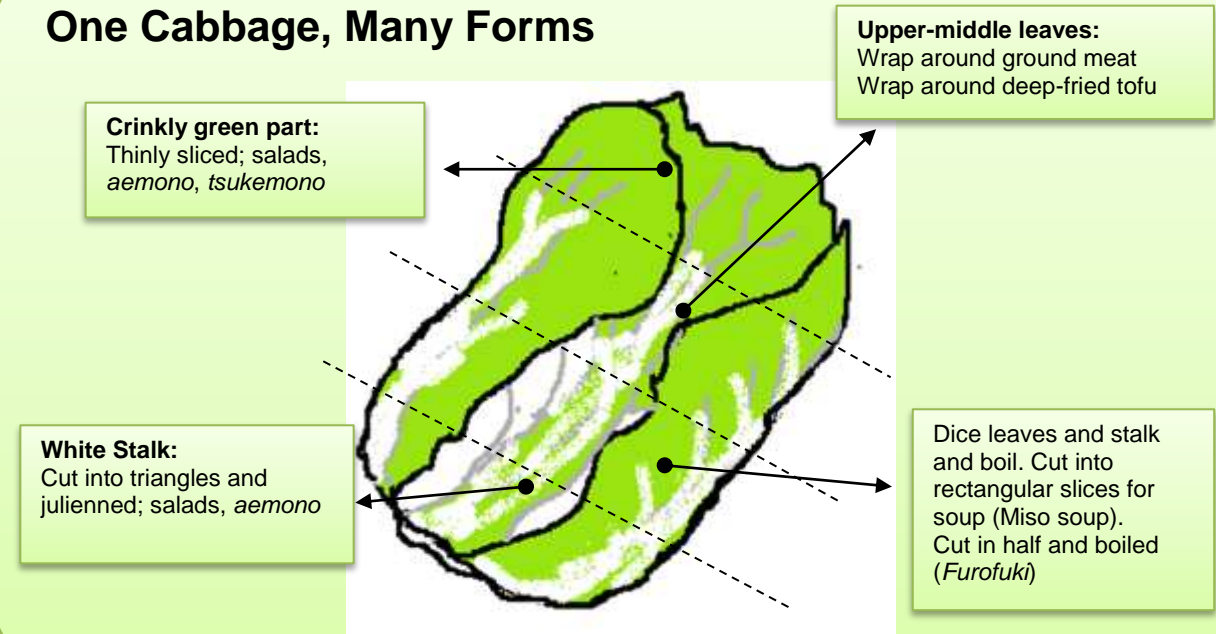 One Cabbage, Many Forms
Upper-middle leaves:
Wrap around ground meat
Wrap around deep-fried tofu
Crinkly green part:
Thinly sliced; salads,
aemono, tsukemono
White Stalk:
Cut into triangles and
julienned; salads, aemono
Dice leaves and stalk
and boil. Cut into
rectangular slices for
soup (Miso soup).
Cut in half and boiled
(Furofuki)